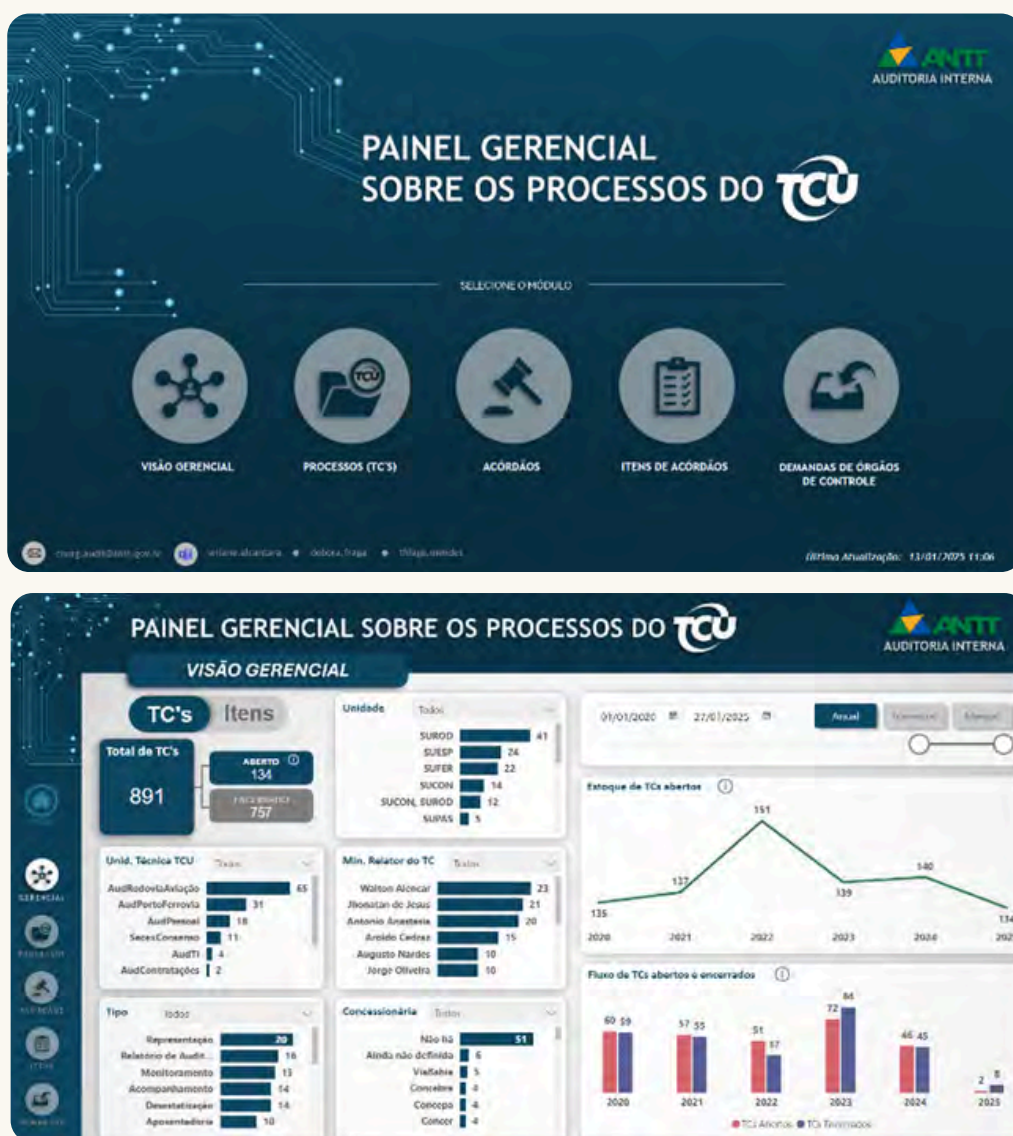 ANTT
AUDITORIA INTERNA
PAINEL GERENCIAL
SOBRE OS PROCESSOS DO TCU
SELECIONE O MÓDULO
TCU
VISÃO GERENCIAL
PROCESSOS (TC'S)
ACÓRDÃOS
ITENS DE ACÓRDÃOS
DEMANDAS DE ÓRGÃOS
DE CONTROLE
Última Atualização: 13/01/2025 11:06
PAINEL GERENCIAL SOBRE OS PROCESSOS DO TCU
ANTT
AUDITORIA INTERNA
VISÃO GERENCIAL
TC's Itens
Total de TC's
891
ABERTO
134
757
Unidade Todos
SUROD 41
SUESP 24
SUFER 22
SUCON 14
SUCON, SUROD 12
SUPAS 5
01/01/2020 27/01/2025 Anual
Estoque de TCs abertos
135 137 151 139 140 134
2020 2021 2022 2023 2024
Unid. Técnica TCU Todos
AudRodoviaAviação 65
AudPortoFerrovia 31
AudPessoal 18
SecexConsenso 11
AudTI 4
AudContratações 2
Min. Relator do TC Todos
Walton Alencar 23
Jhonatan de Jesus 21
Antonio Anastasia 20
Aroldo Cedraz 15
Augusto Nardes 10
Jorge Oliveira 10
GERENCIAL
Tipo Todos
Representação 20
Relatório de Audit... 16
Monitoramento 13
Acompanhamento 14
Desestatização 14
Aposentadoria 10
Concessionária Todos
Não há 51
Ainda não definida 6
ViaBahia 5
Concebra 4
Concepa 4
Concer 4
Fluxo de TCs abertos e encerrados
60 59 57 55 51 72 46 45 2 8
2020 2021 2022 2023 2024 2025
TCs Abertos TCs Encerrados
ITENS